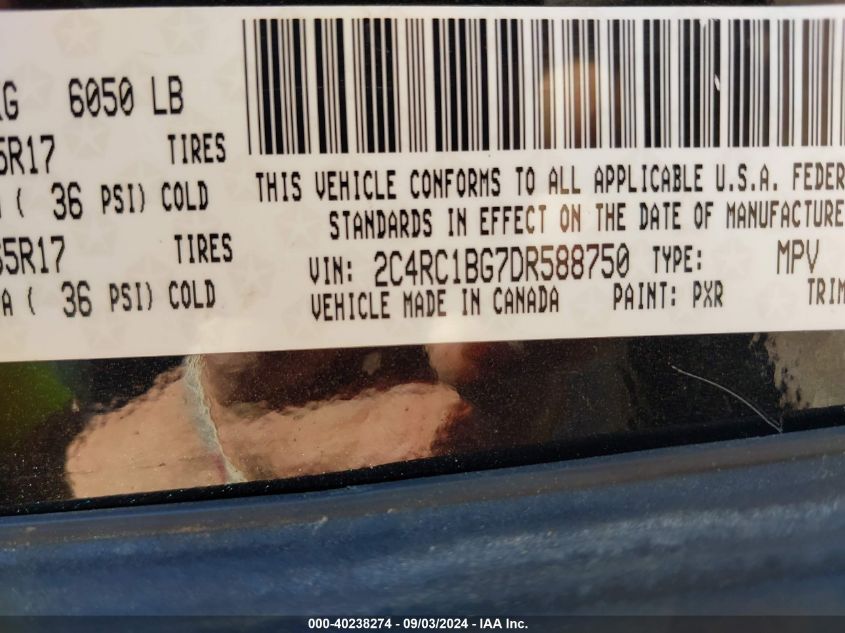 6050 LB
5R17 TIRES
( 36 PSI) COLD
65R17 TIRES
A ( 36 PSI) COLD
THIS VEHICLE CONFORMS TO ALL APPLICABLE U.S.A. FEDER
STANDARDS IN EFFECT ON THE DATE OF MANUFACTURE
VIN: 2C4RC1BG7DR588750 TYPE: MPV
VEHICLE MADE IN CANADA PAINT: PXR TRIM
000-40238274 - 09/03/2024 - IAA Inc.